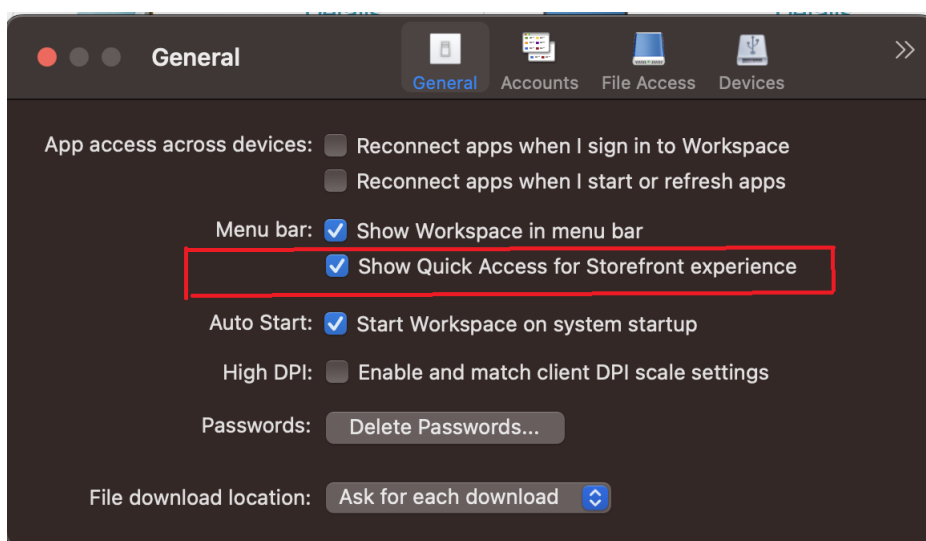 Details
Details
General
General Accounts File Access Devices
App access across devices: Reconnect apps when I sign in to Workspace
Reconnect apps when I start or refresh apps
Menu bar: Show Workspace in menu bar
Show Quick Access for Storefront experience
Auto Start: Start Workspace on system startup
High DPI: Enable and match client DPI scale settings
Passwords: Delete Passwords...
File download location: Ask for each download